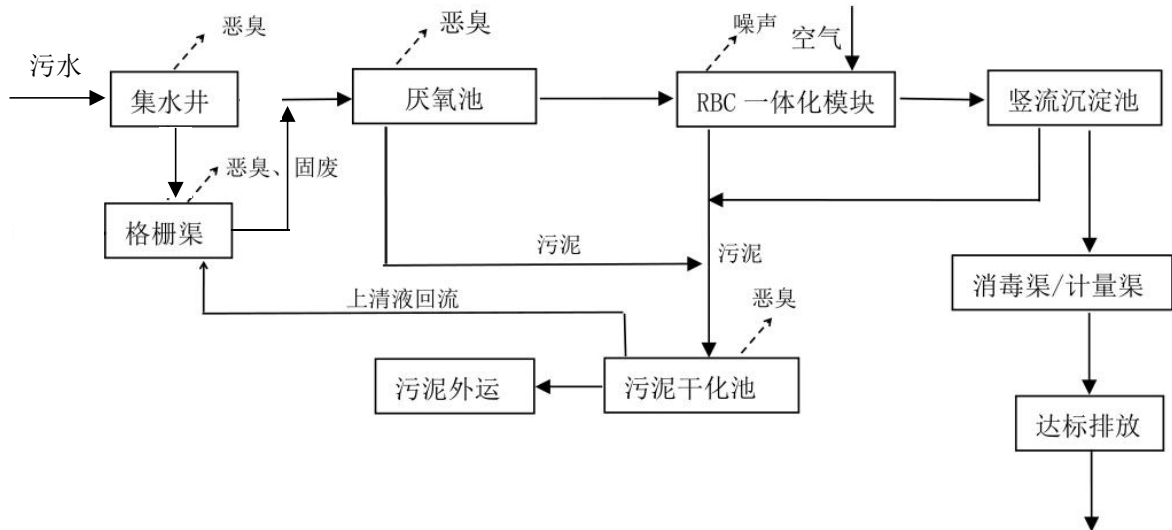 恶臭
恶臭
噪声
空气
污水
集水井
厌氧池
RBC 一体化模块
竖流沉淀池
恶臭、固废
格栅渠
污泥
污泥
消毒渠/计量渠
上清液回流
恶臭
污泥外运
污泥干化池
达标排放